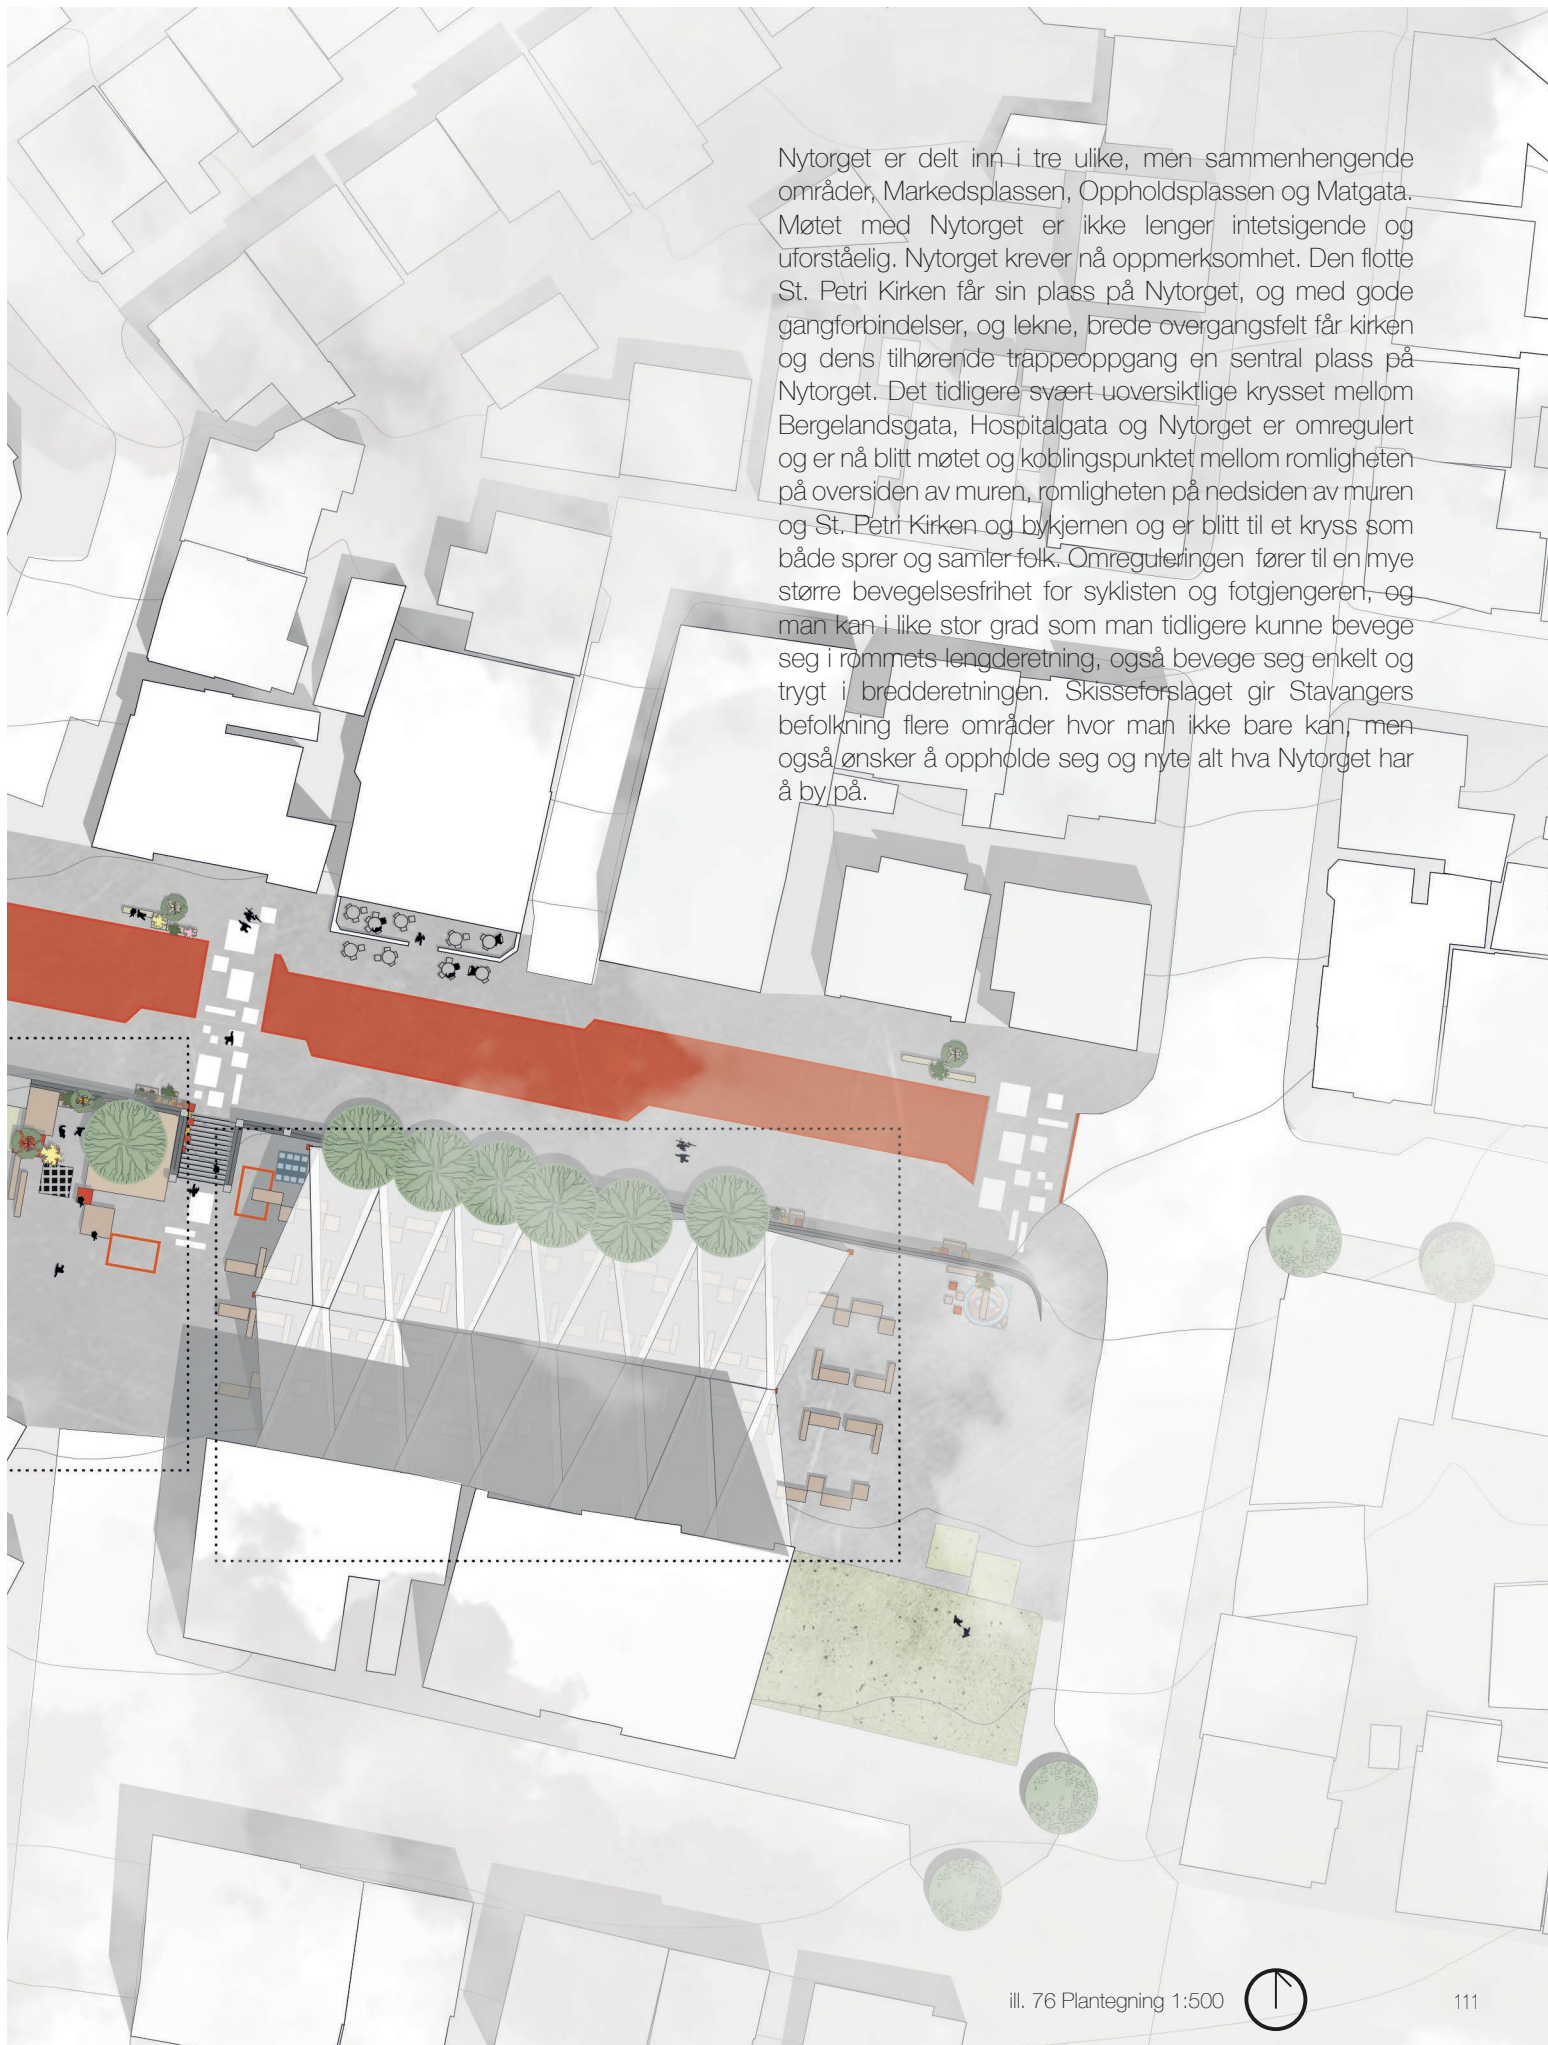 Nytorget er delt inn i tre ulike, men sammenhengende
områder, Markedsplassen, Oppholdsplassen og Matgata.
Møtet med Nytorget er ikke lenger intetsigende og
uforståelig. Nytorget krever nå oppmerksomhet. Den flotte
St. Petri Kirken får sin plass på Nytorget, og med gode
gangforbindelser, og lekne, brede overgangsfelt får kirken
og dens tilhørende trappeoppgang en sentral plass på
Nytorget. Det tidligere svært uoversiktlige krysset mellom
Bergelandsgata, Hospitalgata og Nytorget er omregulert
og er nå blitt møtet og koblingspunktet mellom romligheten
på oversiden av muren, romligheten på nedsiden av muren
og St. Petri Kirken og bykjernen og er blitt til et kryss som
både sprer og samler folk. Omreguleringen fører til en mye
større bevegelsesfrihet for syklisten og fotgjengeren, og
man kan i like stor grad som man tidligere kunne bevege
seg i rommets lengderetning, også bevege seg enkelt og
trygt i bredderetningen. Skisseforslaget gir Stavangers
befolkning flere områder hvor man ikke bare kan, men
også ønsker å oppholde seg og nyte alt hva Nytorget har
å by på.
ill. 76 Plantegning 1:500
111